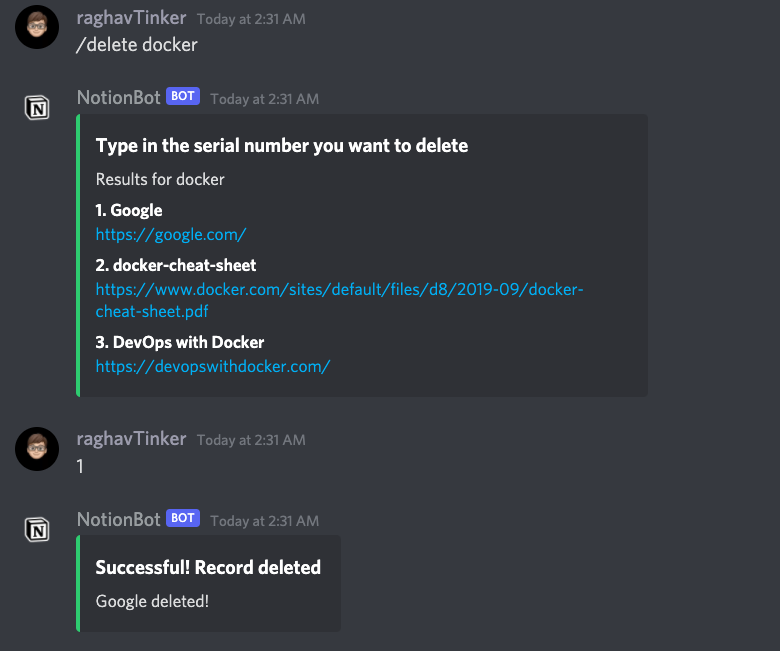 raghavTinker Today at 2:31 AM
/delete docker
NotionBot BOT Today at 2:31 AM
Type in the serial number you want to delete
Results for docker
1. Google
https://google.com/
2. docker-cheat-sheet
https://www.docker.com/sites/default/files/d8/2019-09/docker-
cheat-sheet.pdf
3. DevOps with Docker
https://devopswithdocker.com/
raghavTinker Today at 2:31 AM
1
NotionBot BOT Today at 2:31 AM
Successful! Record deleted
Google deleted!